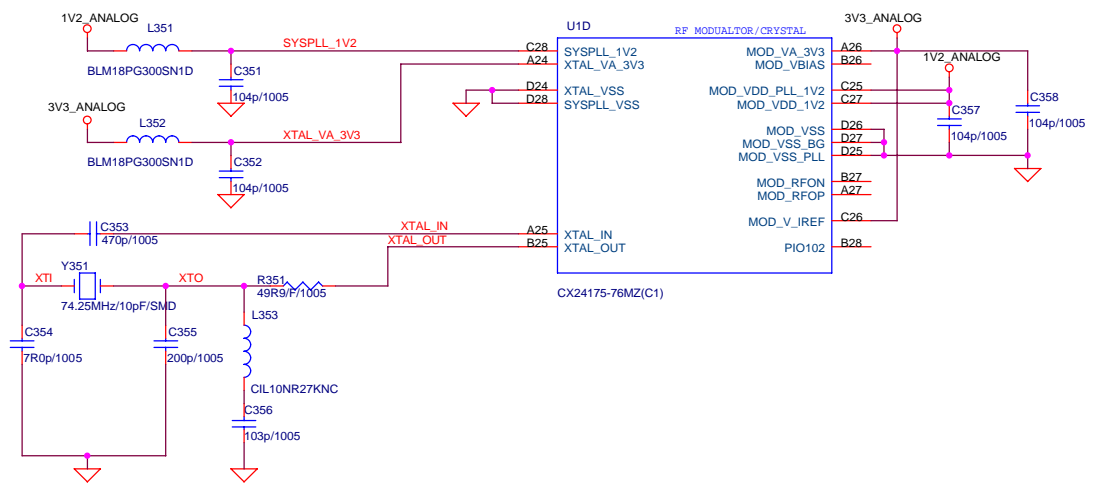 1V2_ANALOG
L351
BLM18PG300SN1D
SYSPLL_1V2
C351
104p/1005
3V3_ANALOG
L352
BLM18PG300SN1D
XTAL_VA_3V3
C352
104p/1005
C353
470p/1005
XTAL_IN
XTAL_OUT
XTI
Y351
74.25MHz/10pF/SMD
XTO
R351
49R9/F/1005
C354
7R0p/1005
C355
200p/1005
L353
CIL10NR27KNC
C356
103p/1005
U1D
RF MODUALTOR/CRYSTAL
C28 SYSPLL_1V2
A24 XTAL_VA_3V3
D24 XTAL_VSS
D28 SYSPLL_VSS
A25 XTAL_IN
B25 XTAL_OUT
MOD_VA_3V3 A26
MOD_VBIAS B26
MOD_VDD_PLL_1V2 C25
MOD_VDD_1V2 C27
MOD_VSS D26
MOD_VSS_BG D27
MOD_VSS_PLL D25
MOD_RFON B27
MOD_RFOP A27
MOD_V_IREF C26
PIO102 B28
CX24175-76MZ(C1)
3V3_ANALOG
1V2_ANALOG
C357
104p/1005
C358
104p/1005